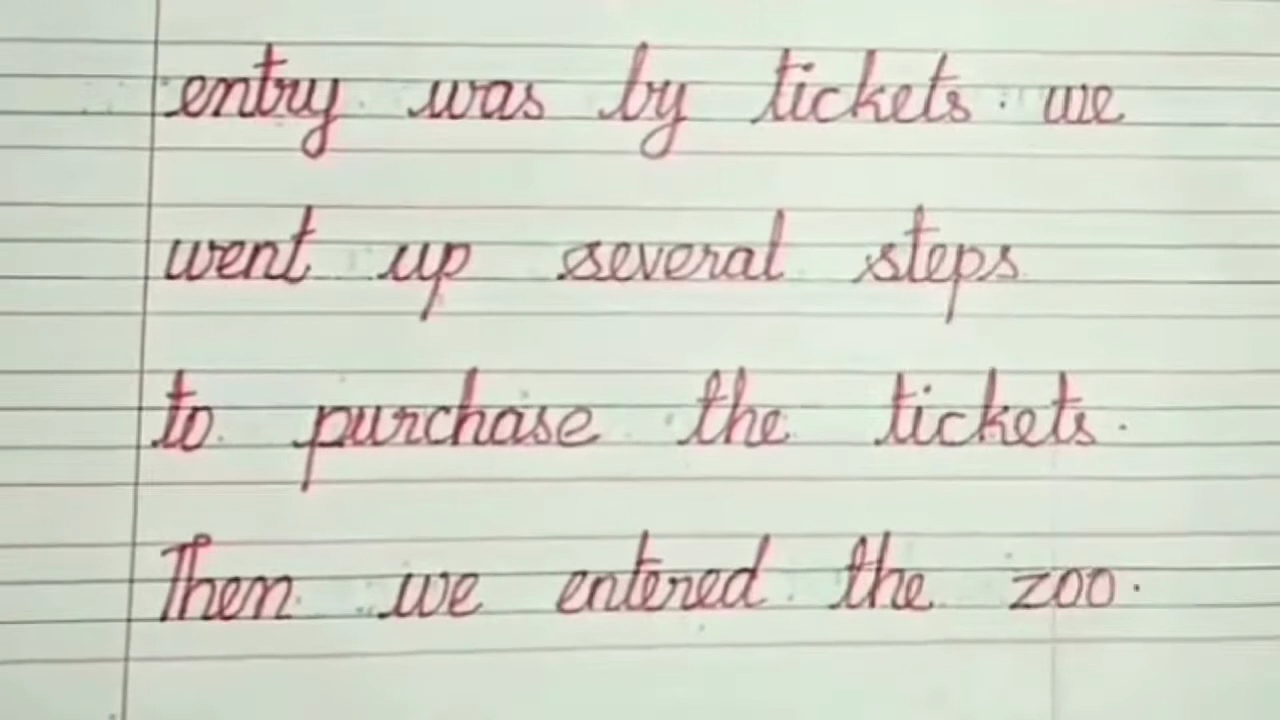 entry was by tickets. we
went up several steps
to purchase the tickets.
Then we entered the zoo.